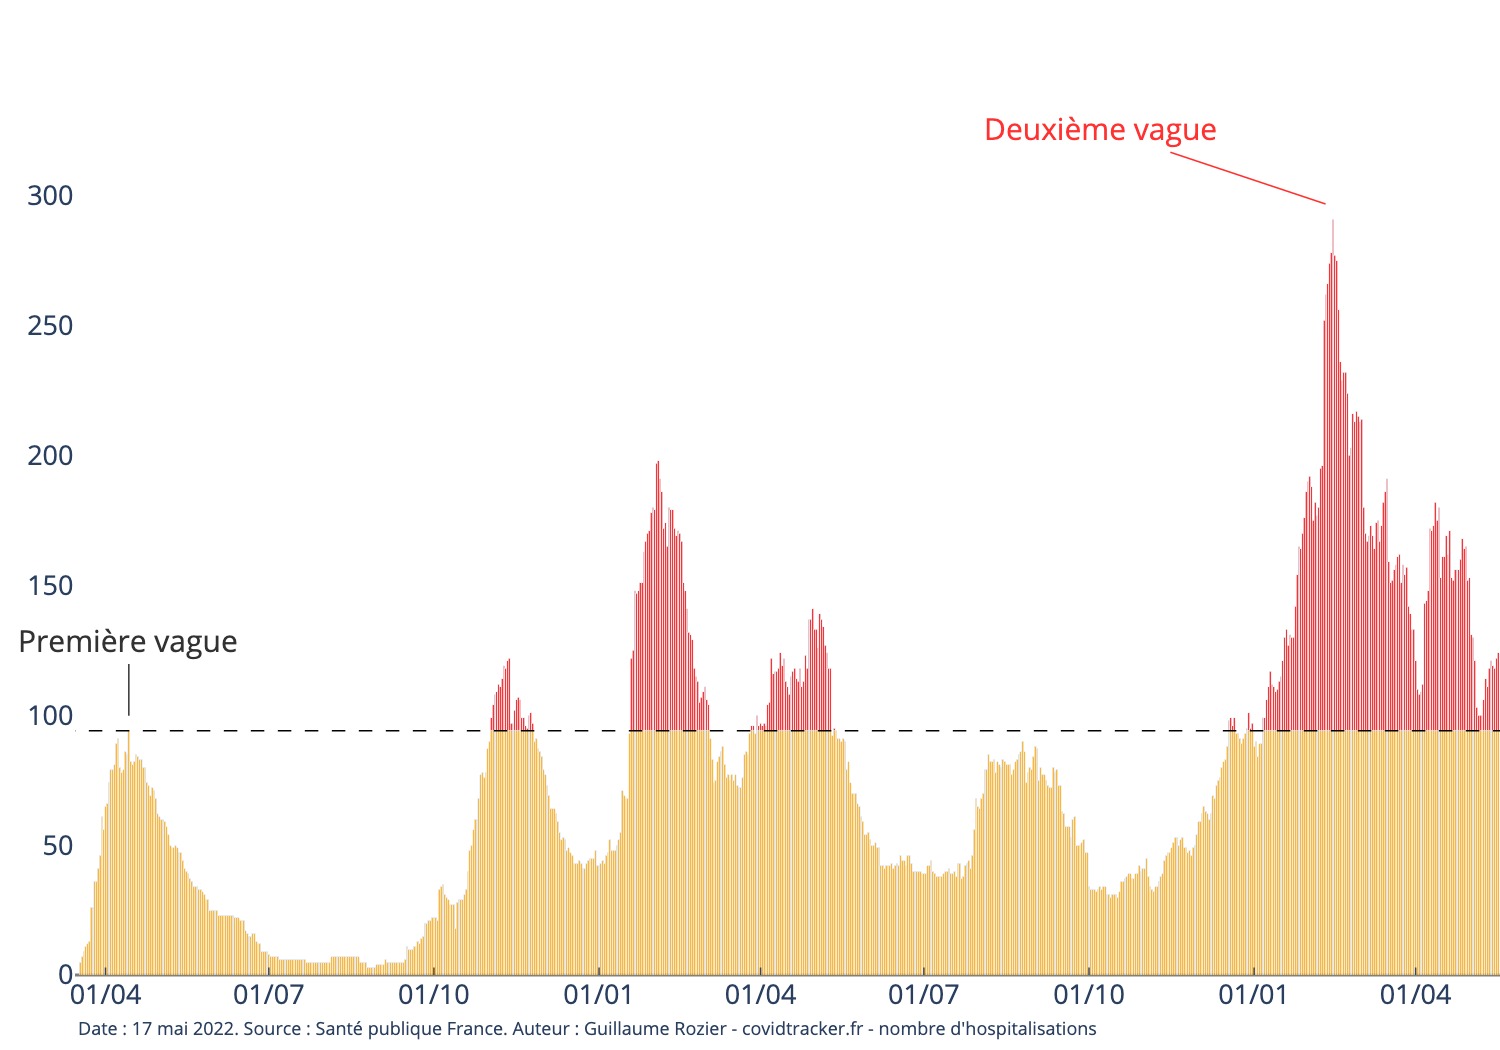 Deuxième vague
300
250
200
150
Première vague
100
50
0
01/04 01/07 01/10 01/01 01/04 01/07 01/10 01/01 01/04
Date : 17 mai 2022. Source : Santé publique France. Auteur : Guillaume Rozier - covidtracker.fr - nombre d'hospitalisations